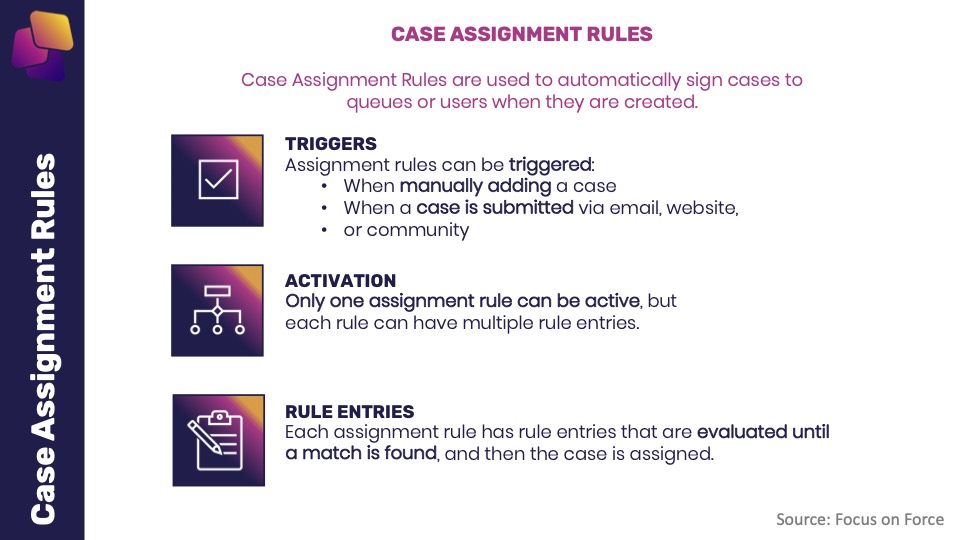 Case Assignment Rules
CASE ASSIGNMENT RULES
Case Assignment Rules are used to automatically sign cases to
queues or users when they are created.
TRIGGERS
Assignment rules can be triggered:
• When manually adding a case
• When a case is submitted via email, website,
• or community
ACTIVATION
Only one assignment rule can be active, but
each rule can have multiple rule entries.
RULE ENTRIES
Each assignment rule has rule entries that are evaluated until
a match is found, and then the case is assigned.
Source: Focus on Force